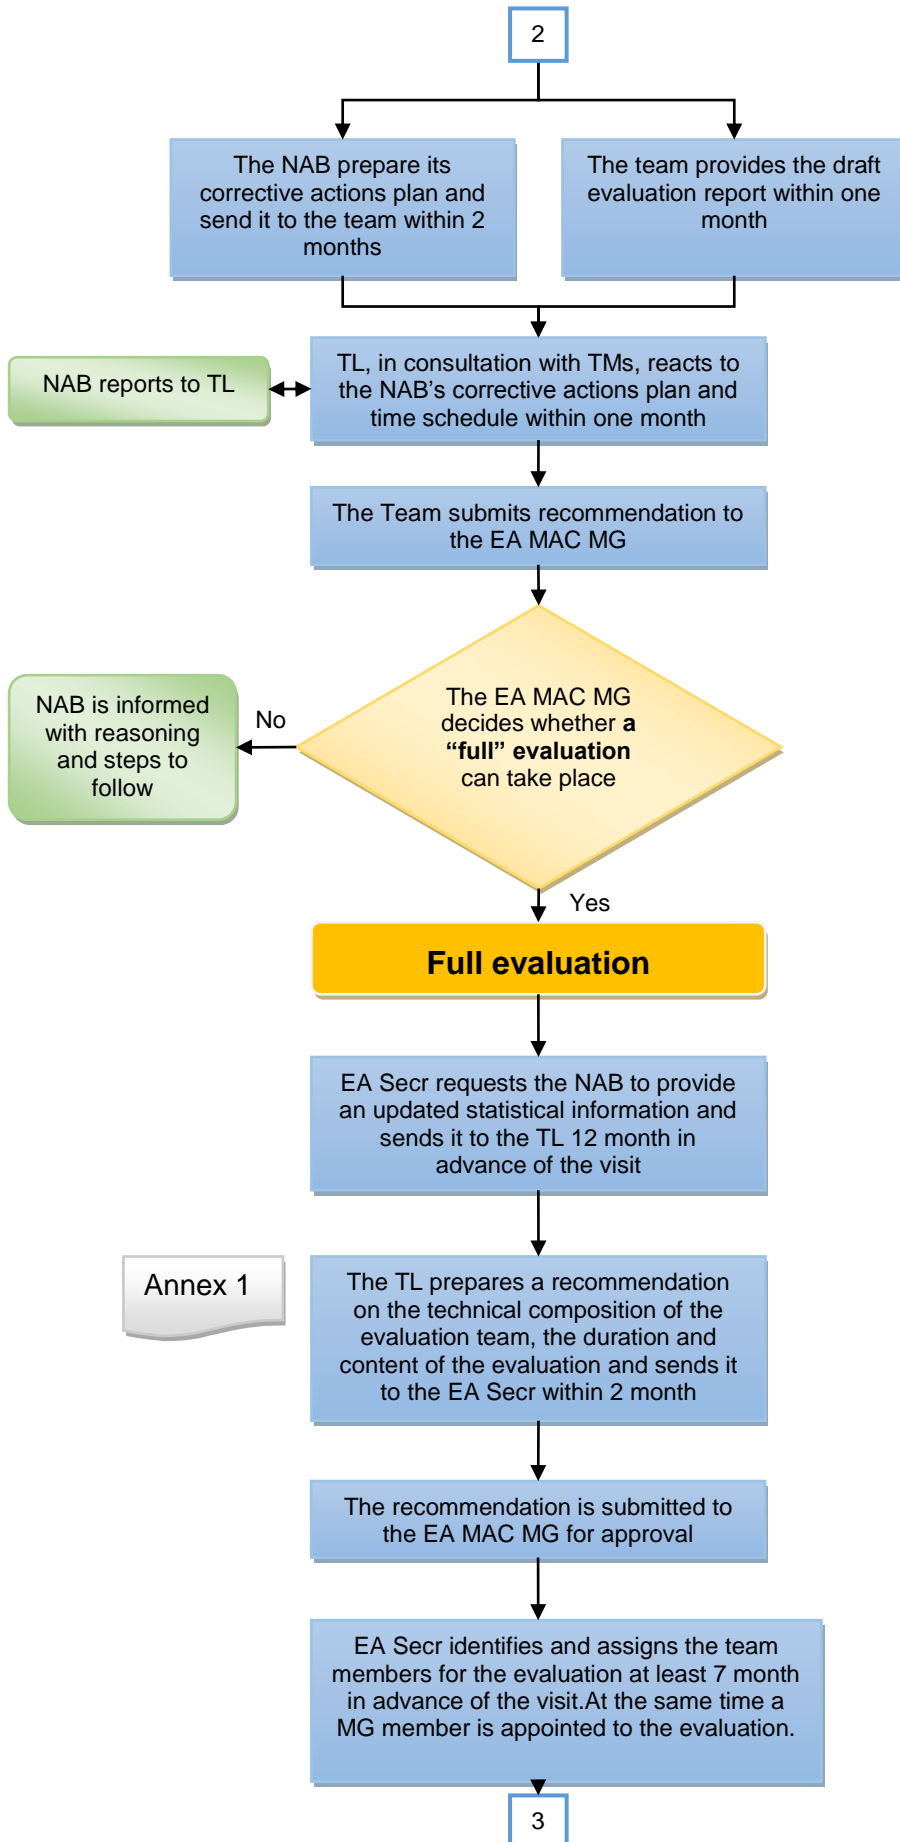 2
The NAB prepare its
corrective actions plan and
send it to the team within 2
months
The team provides the draft
evaluation report within one
month
NAB reports to TL
TL, in consultation with TMs, reacts to
the NAB’s corrective actions plan and
time schedule within one month
The Team submits recommendation to
the EA MAC MG
The EA MAC MG
decides whether a
“full” evaluation
can take place
No
NAB is informed
with reasoning
and steps to
follow
Yes
Full evaluation
EA Secr requests the NAB to provide
an updated statistical information and
sends it to the TL 12 month in
advance of the visit
Annex 1
The TL prepares a recommendation
on the technical composition of the
evaluation team, the duration and
content of the evaluation and sends it
to the EA Secr within 2 month
The recommendation is submitted to
the EA MAC MG for approval
EA Secr identifies and assigns the team
members for the evaluation at least 7 month
in advance of the visit.At the same time a
MG member is appointed to the evaluation.
3